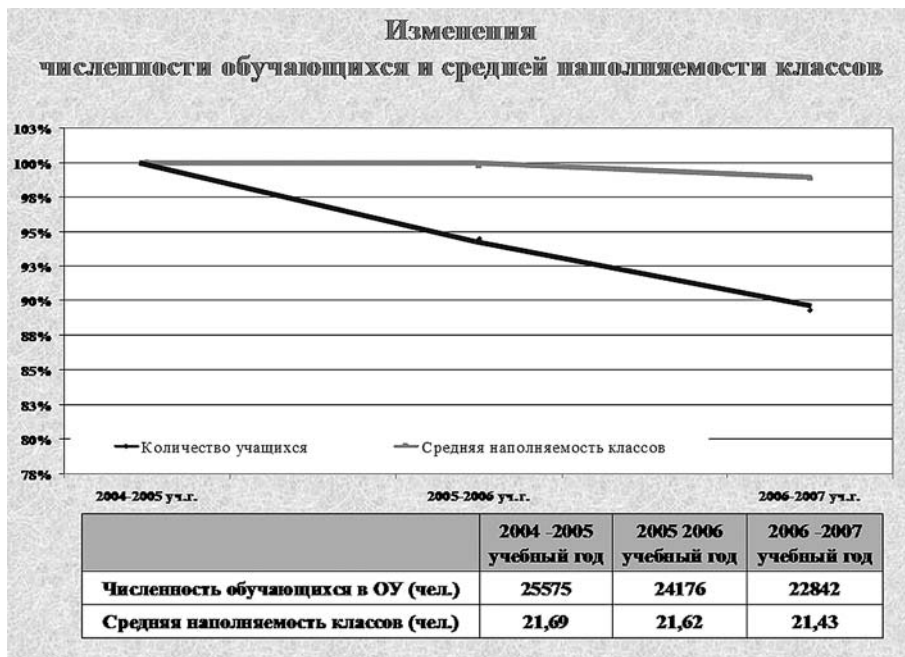 Изменения
численности обучающихся и средней наполняемости классов
103%
100%
98%
95%
93%
90%
88%
85%
83%
80%
78%
Количество учащихся
Средняя наполняемость классов
2004-2005 уч.г.
2005-2006 уч.г.
2006-2007 уч.г.
2004 -2005 2005 2006 2006 -2007
учебный год учебный год учебный год
Численность обучающихся в ОУ (чел.) 25575 24176 22842
Средняя наполняемость классов (чел.) 21,69 21,62 21,43